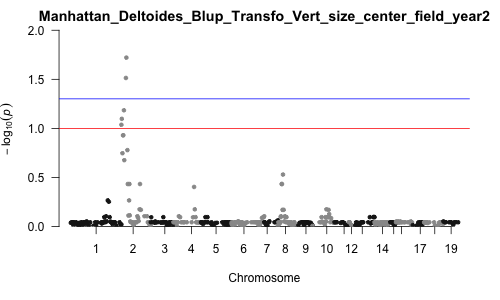 Manhattan_Deltoides_Blup_Transfo_Vert_size_center_field_year2
2.0
1.5
1.0
0.5
0.0
− log10(p)
1 2 3 4 5 6 7 8 9 10 12 14 17 19
Chromosome